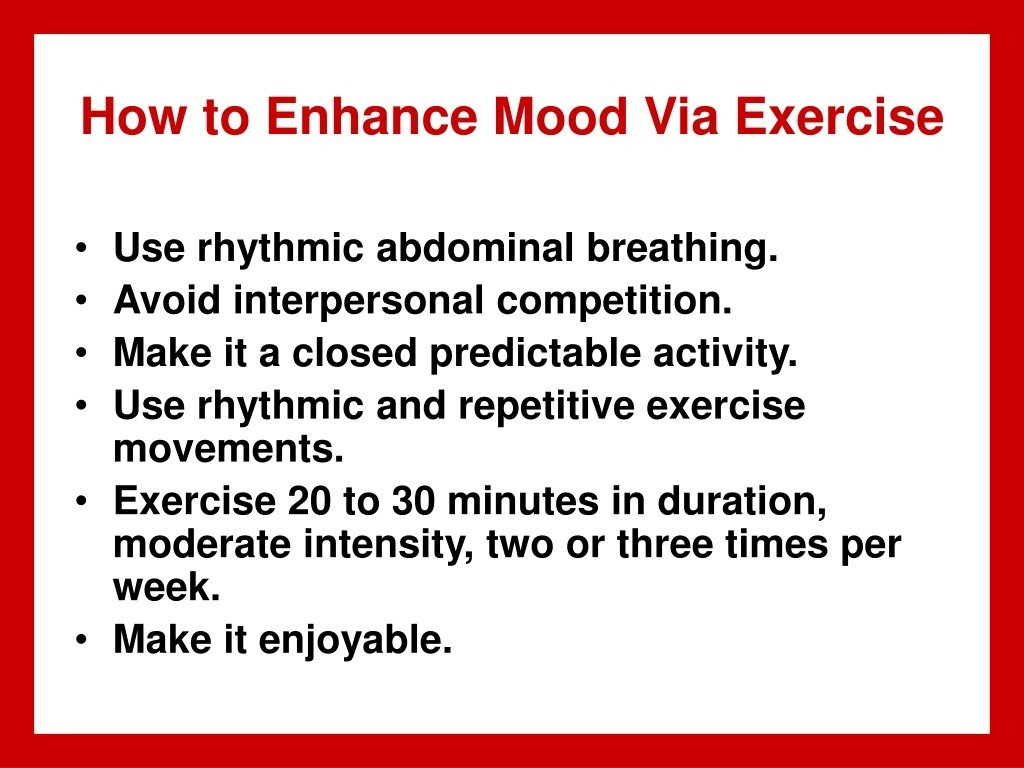 How to Enhance Mood Via Exercise
• Use rhythmic abdominal breathing.
• Avoid interpersonal competition.
• Make it a closed predictable activity.
• Use rhythmic and repetitive exercise
movements.
• Exercise 20 to 30 minutes in duration,
moderate intensity, two or three times per
week.
• Make it enjoyable.